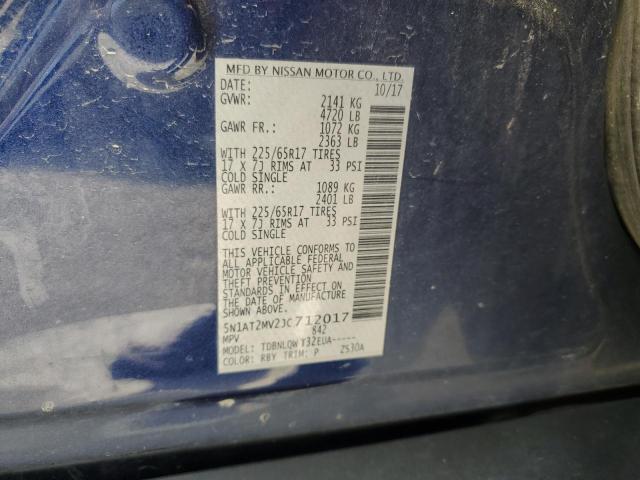 MFD BY NISSAN MOTOR CO., LTD.
DATE: 10/17
GVWR: 2141 KG
4720 LB
GAWR FR.: 1072 KG
2363 LB
WITH 225/65R17 TIRES
17 X 7J RIMS AT 33 PSI
COLD SINGLE
GAWR RR.: 1089 KG
2401 LB
WITH 225/65R17 TIRES
17 X 7J RIMS AT 33 PSI
COLD SINGLE
THIS VEHICLE CONFORMS TO
ALL APPLICABLE FEDERAL
MOTOR VEHICLE SAFETY AND
THEFT PREVENTION
STANDARDS IN EFFECT ON
THE DATE OF MANUFACTURE
SHOWN ABOVE.
5N1AT2MV2JC712017
MPV 842
MODEL: TDBNLQWT32EUA-----
COLOR: RBY TRIM: P ZS30A